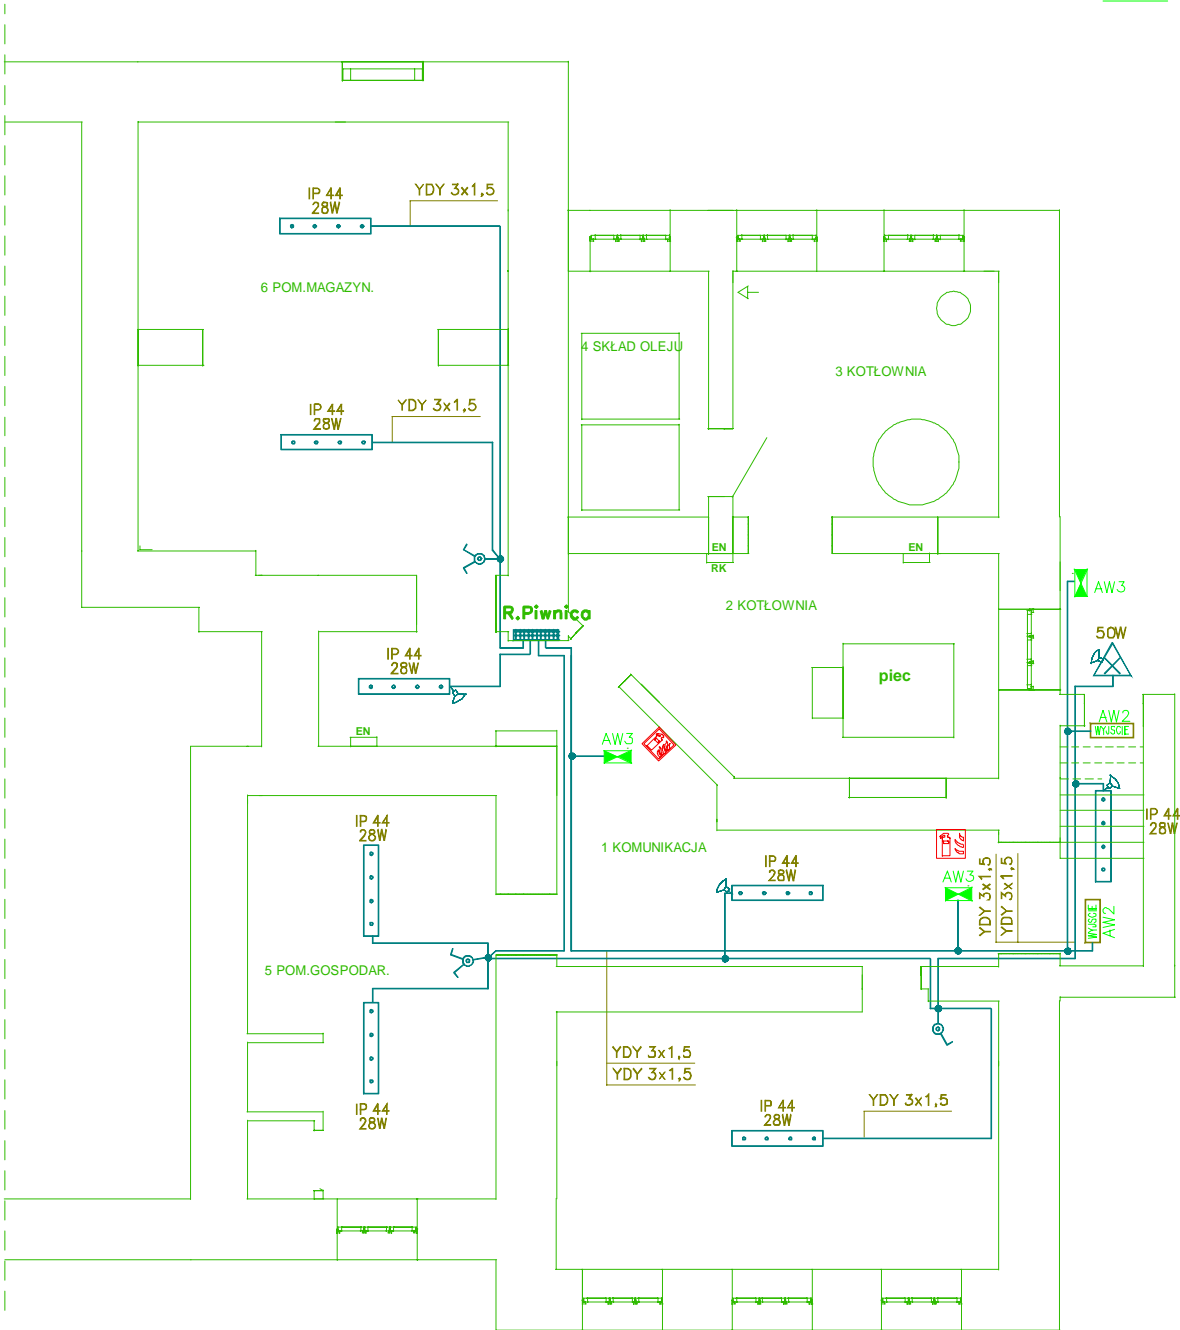 IP 44
28W
YDY 3x1,5
6 POM.MAGAZYN.
4 SKŁAD OLEJU
3 KOTŁOWNIA
IP 44
28W
YDY 3x1,5
EN
RK
EN
AW3
R.Piwnica
2 KOTŁOWNIA
50W
IP 44
28W
piec
AW2
WYJSCIE
EN
AW3
IP 44
28W
IP 44
28W
1 KOMUNIKACJA
IP 44
28W
AW3
YDY 3x1,5
YDY 3x1,5
WYJSCIE
AW2
5 POM.GOSPODAR.
YDY 3x1,5
YDY 3x1,5
IP 44
28W
IP 44
28W
YDY 3x1,5